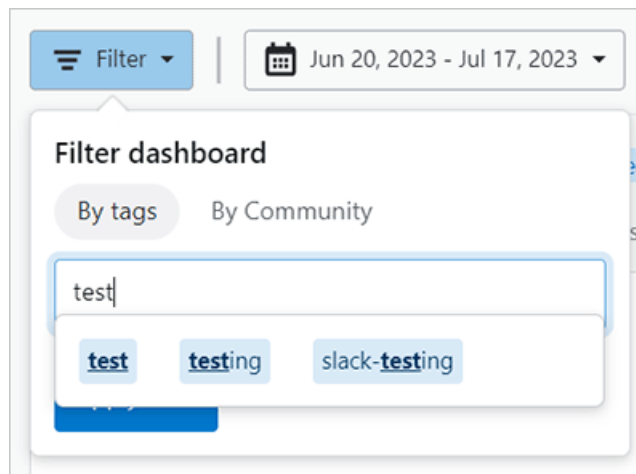 Filter
Jun 20, 2023 - Jul 17, 2023
Filter dashboard
By tags By Community
test
test testing slack-testing